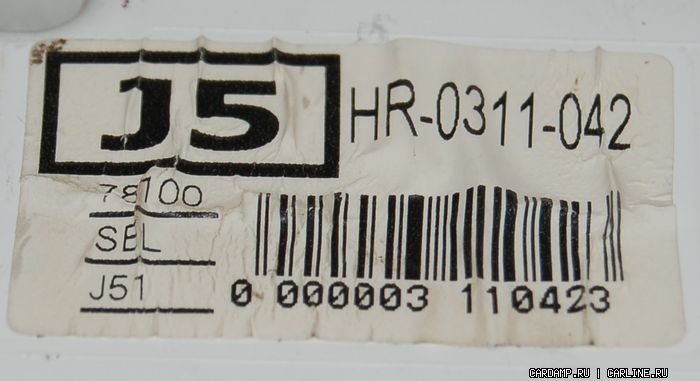 J5 HR-0311-042
78100
SEL
J51
0 000003 110423
CARDAMP.RU | CARLINE.RU